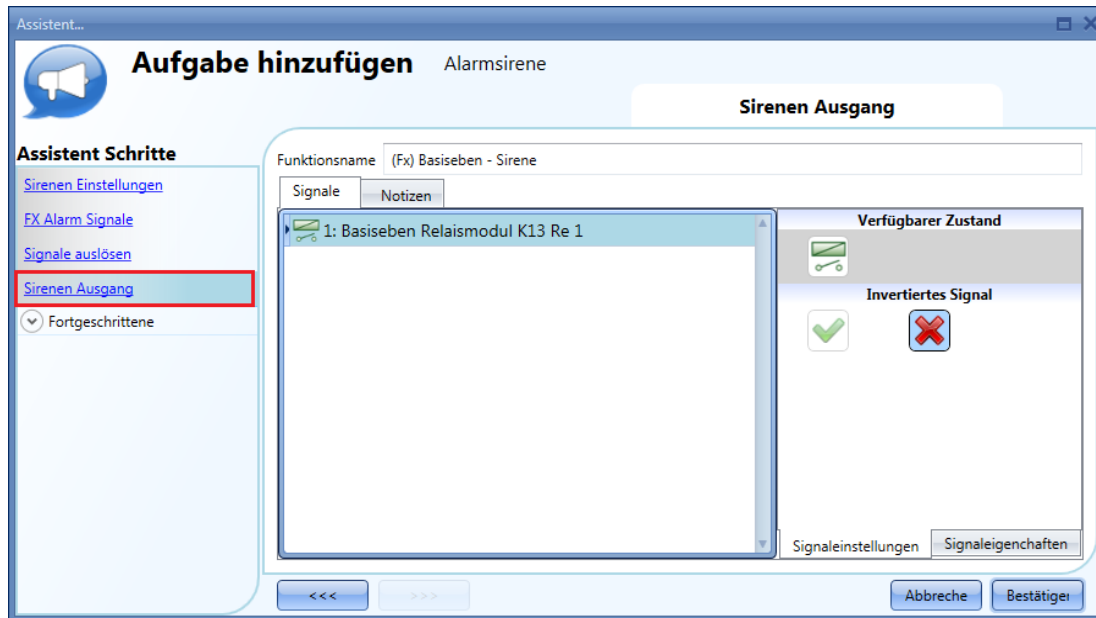 Assistent...
Aufgabe hinzufügen Alarmsirene
Sirenen Ausgang
Assistent Schritte
Sirenen Einstellungen
FX Alarm Signale
Signale auslösen
Sirenen Ausgang
Fortgeschrittene
Funktionsname (Fx) Basiseben - Sirene
Signale Notizen
1: Basiseben Relaismodul K13 Re 1
Verfügbarer Zustand
Invertiertes Signal
Signaleinstellungen Signaleigenchaften
<<< >>> Abbreche Bestätiger